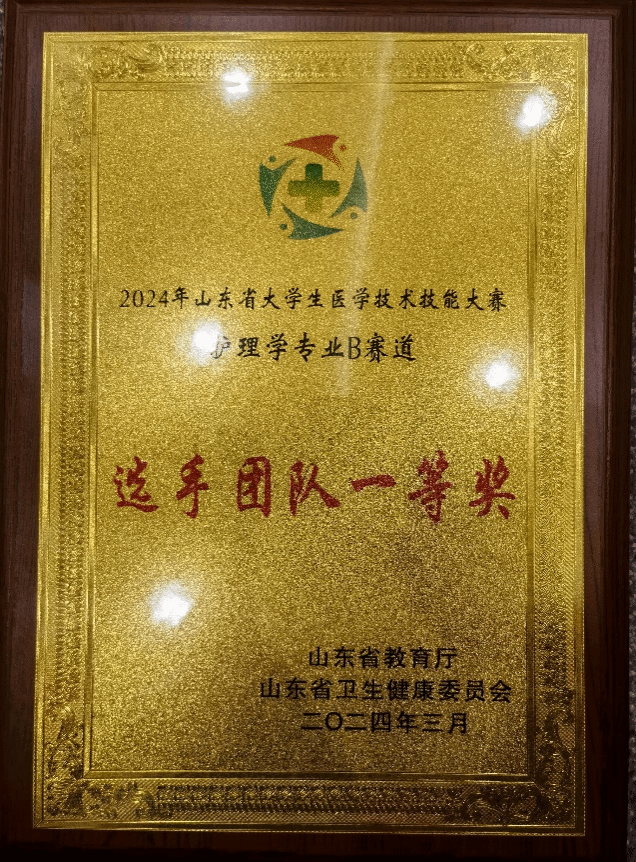 2024年山东省大学生医学技术技能大赛
护理学专业B赛道
选手团队一等奖
山东省教育厅
山东省卫生健康委员会
二〇二四年三月